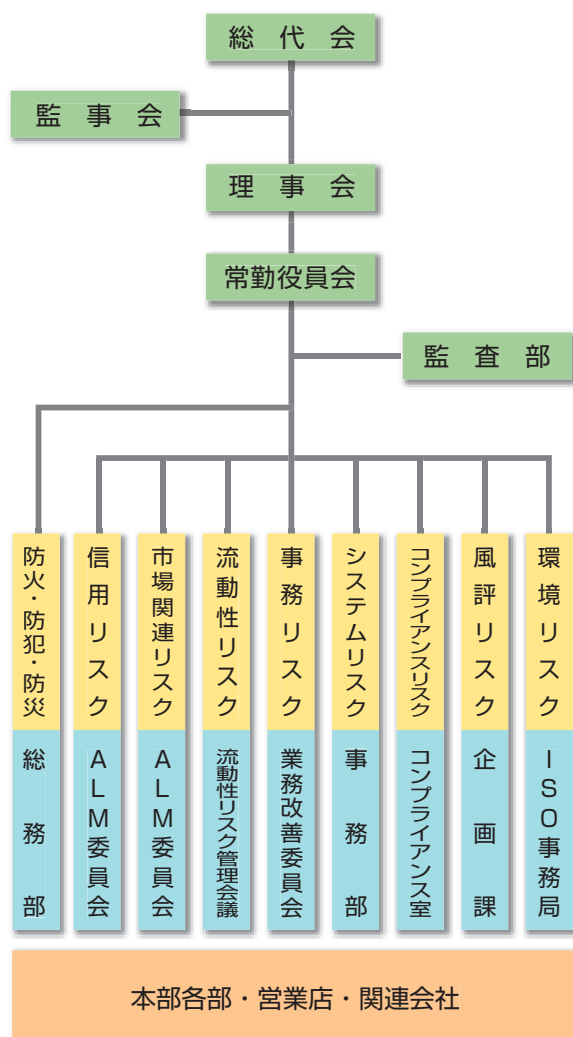 総代会
監事会
理事会
常勤役員会
監査部
防火・防犯・防災
信用リスク
市場関連リスク
流動性リスク
事務リスク
システムリスク
コンプライアンスリスク
風評リスク
環境リスク
総務部
ALM委員会
ALM委員会
流動性リスク管理会議
業務改善委員会
事務部
コンプライアンス室
企画課
ISO事務局
本部各部・営業店・関連会社